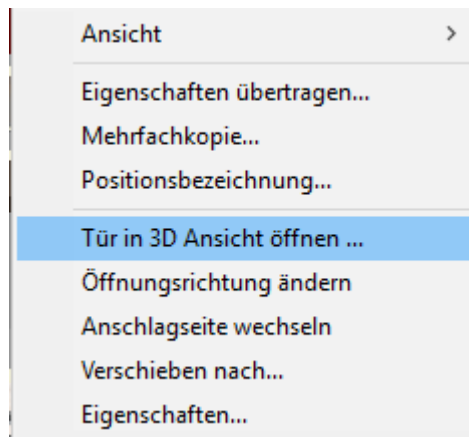 Ansicht
Eigenschaften übertragen...
Mehrfachkopie...
Positionsbezeichnung...
Tür in 3D Ansicht öffnen ...
Öffnungsrichtung ändern
Anschlagseite wechseln
Verschieben nach...
Eigenschaften...